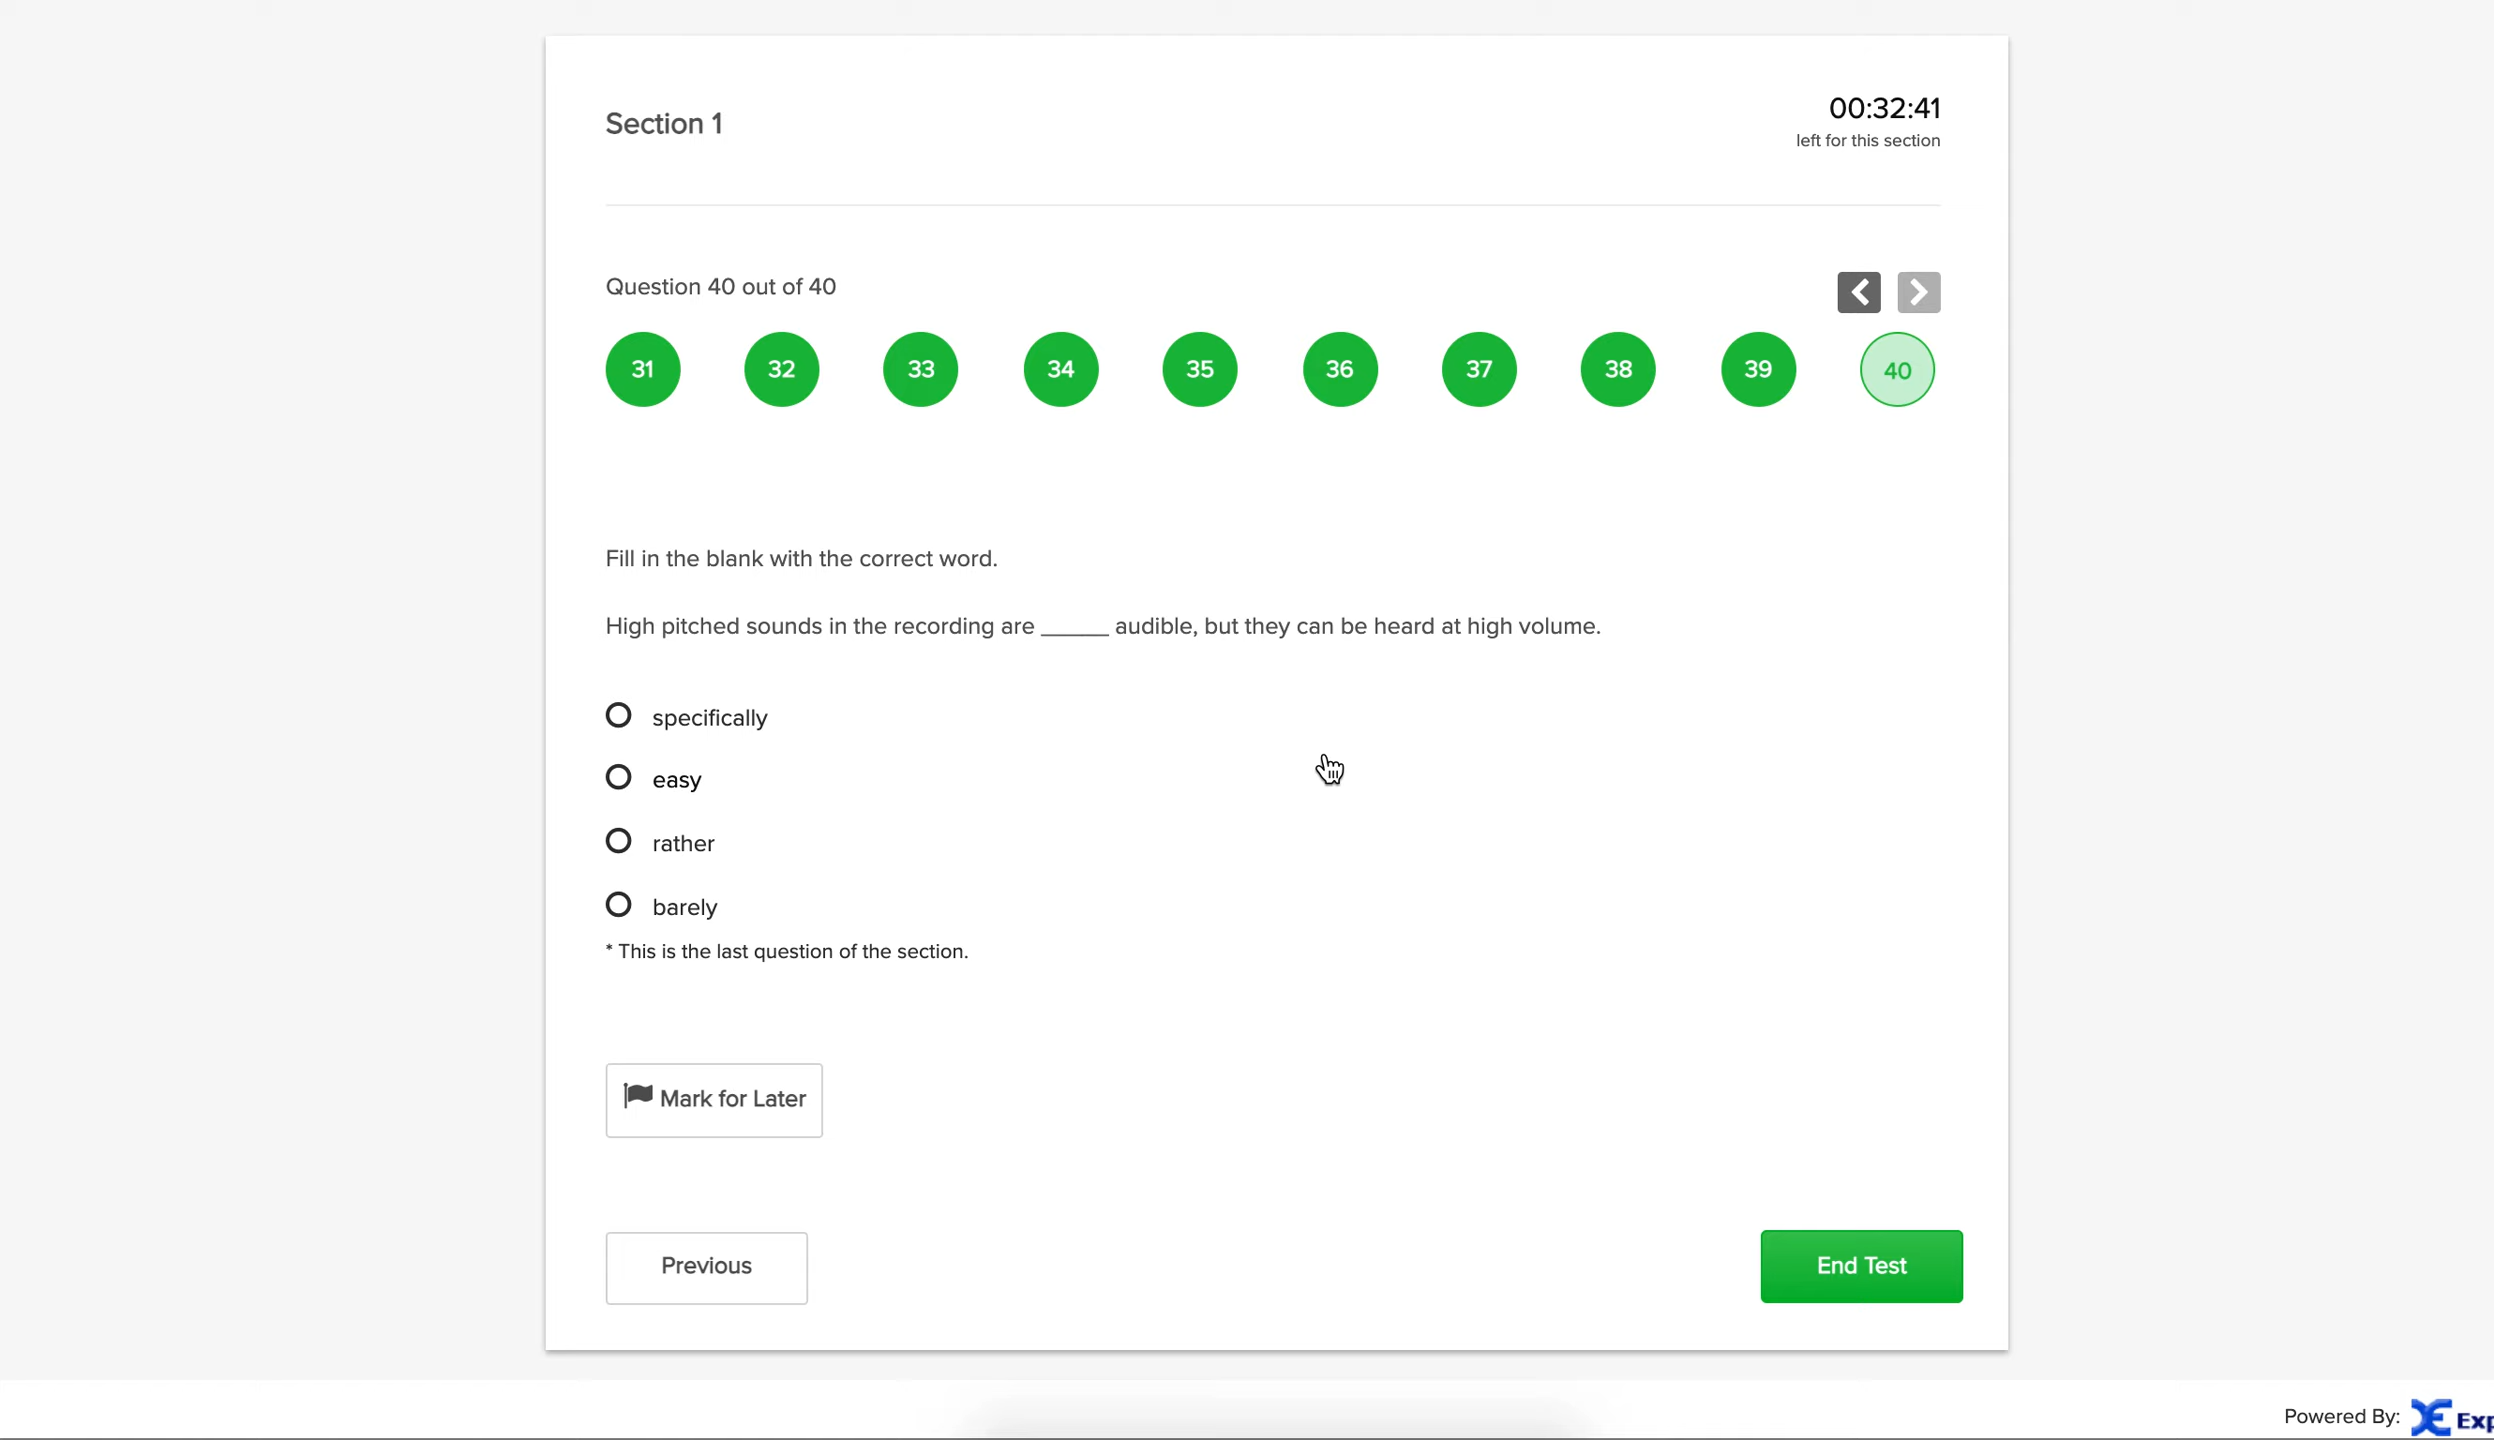 Section 1
00:32:41
left for this section
Question 40 out of 40
31 32 33 34 35 36 37 38 39 40
Fill in the blank with the correct word.
High pitched sounds in the recording are ______ audible, but they can be heard at high volume.
specifically
easy
rather
barely
* This is the last question of the section.
Mark for Later
Previous
End Test
Powered By: